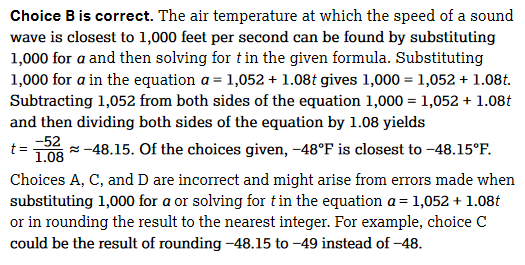 Choice B is correct. The air temperature at which the speed of a sound
wave is closest to 1,000 feet per second can be found by substituting
1,000 for a and then solving for t in the given formula. Substituting
1,000 for a in the equation a = 1,052 + 1.08t gives 1,000 = 1,052 + 1.08t.
Subtracting 1,052 from both sides of the equation 1,000 = 1,052 + 1.08t
and then dividing both sides of the equation by 1.08 yields
t = −52/1.08 ≈ −48.15. Of the choices given, −48°F is closest to −48.15°F.
Choices A, C, and D are incorrect and might arise from errors made when
substituting 1,000 for a or solving for t in the equation a = 1,052 + 1.08t
or in rounding the result to the nearest integer. For example, choice C
could be the result of rounding −48.15 to −49 instead of −48.